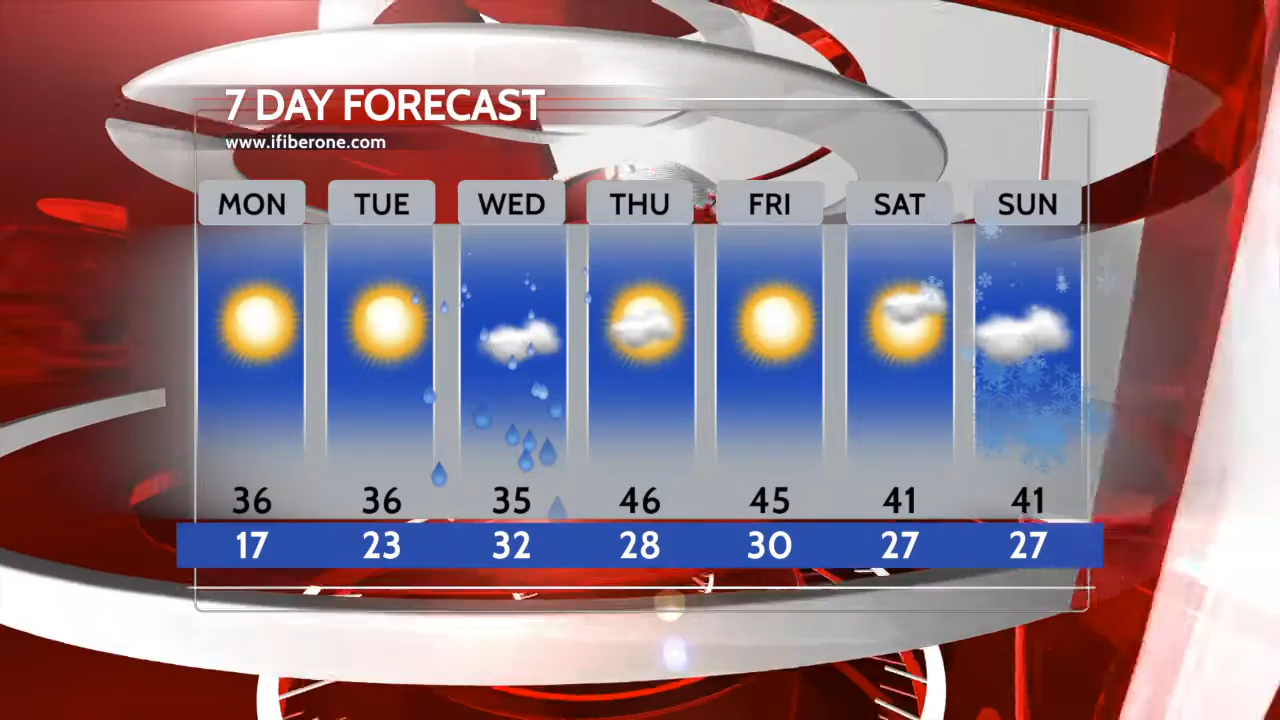 7 DAY FORECAST
www.ifiberone.com
MON TUE WED THU FRI SAT SUN
36 36 35 46 45 41 41
17 23 32 28 30 27 27